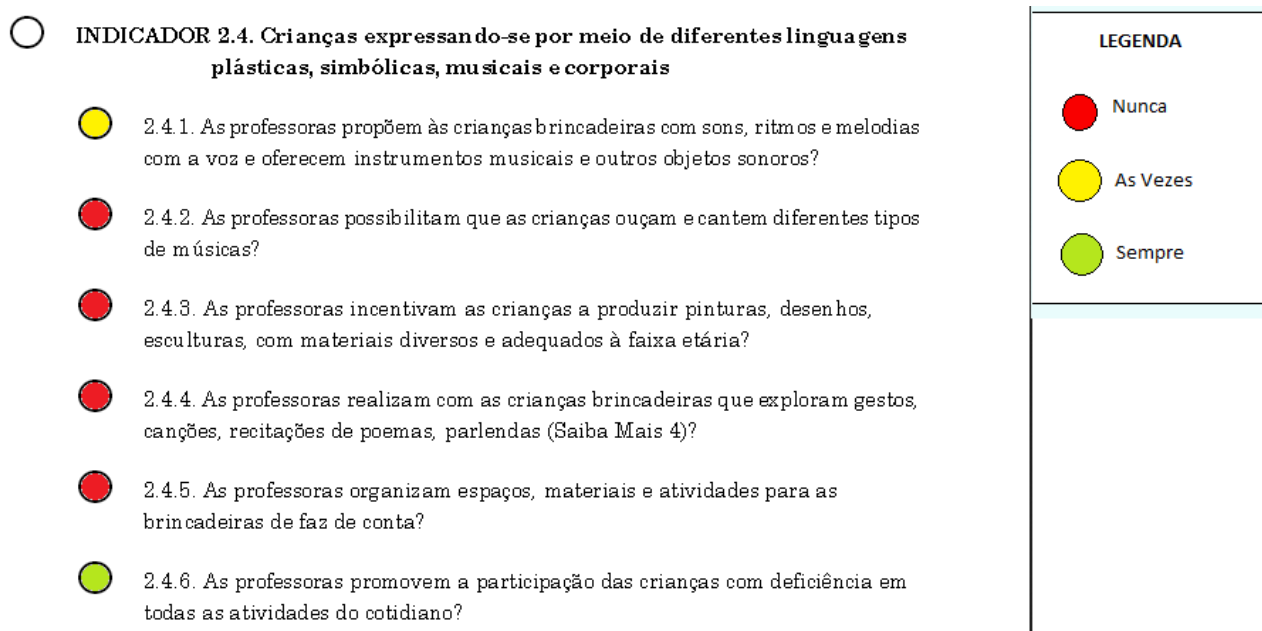 INDICADOR 2.4. Crianças expressando-se por meio de diferentes linguagens
plásticas, simbólicas, musicais e corporais
2.4.1. As professoras propõem às crianças brincadeiras com sons, ritmos e melodias
com a voz e oferecem instrumentos musicais e outros objetos sonoros?
2.4.2. As professoras possibilitam que as crianças ouçam e cantem diferentes tipos
de músicas?
2.4.3. As professoras incentivam as crianças a produzir pinturas, desenhos,
esculturas, com materiais diversos e adequados à faixa etária?
2.4.4. As professoras realizam com as crianças brincadeiras que exploram gestos,
canções, recitações de poemas, parlendas (Saiba Mais 4)?
2.4.5. As professoras organizam espaços, materiais e atividades para as
brincadeiras de faz de conta?
2.4.6. As professoras promovem a participação das crianças com deficiência em
todas as atividades do cotidiano?
LEGENDA
Nunca
As Vezes
Sempre